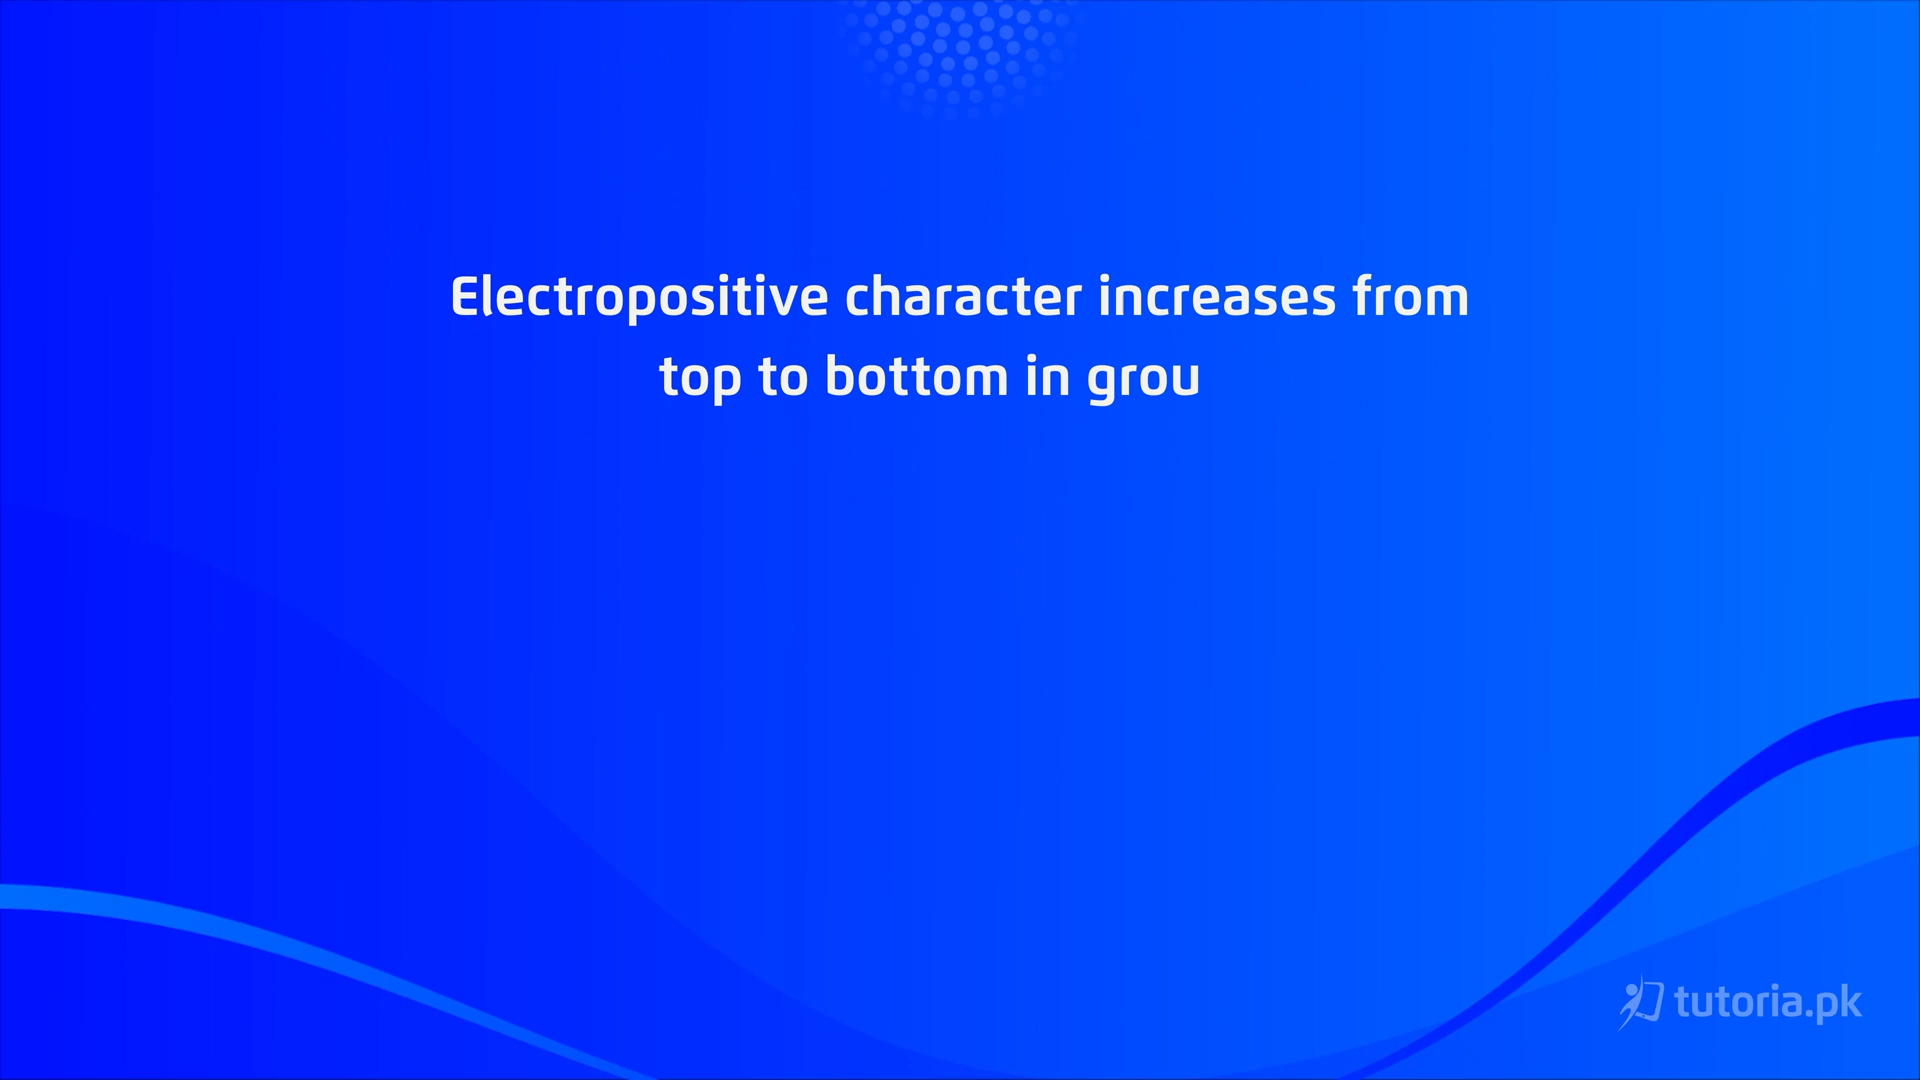 Electropositive character increases from
top to bottom in grou
tutoria.pk